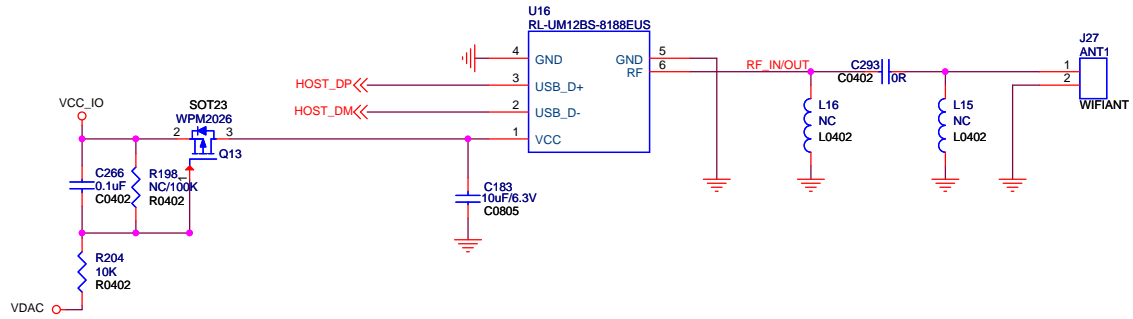 U16
RL-UM12BS-8188EUS
4
GND
GND
5
RF
6
3
USB_D+
2
USB_D-
1
VCC
HOST_DP
HOST_DM
RF_IN/OUT
C293
C0402
0R
J27
ANT1
1
2
WIFIANT
L16
NC
L0402
L15
NC
L0402
VCC_IO
SOT23
WPM2026
2
3
1
Q13
C266
0.1uF
C0402
R198
NC/100K
R0402
C183
10uF/6.3V
C0805
R204
10K
R0402
VDAC